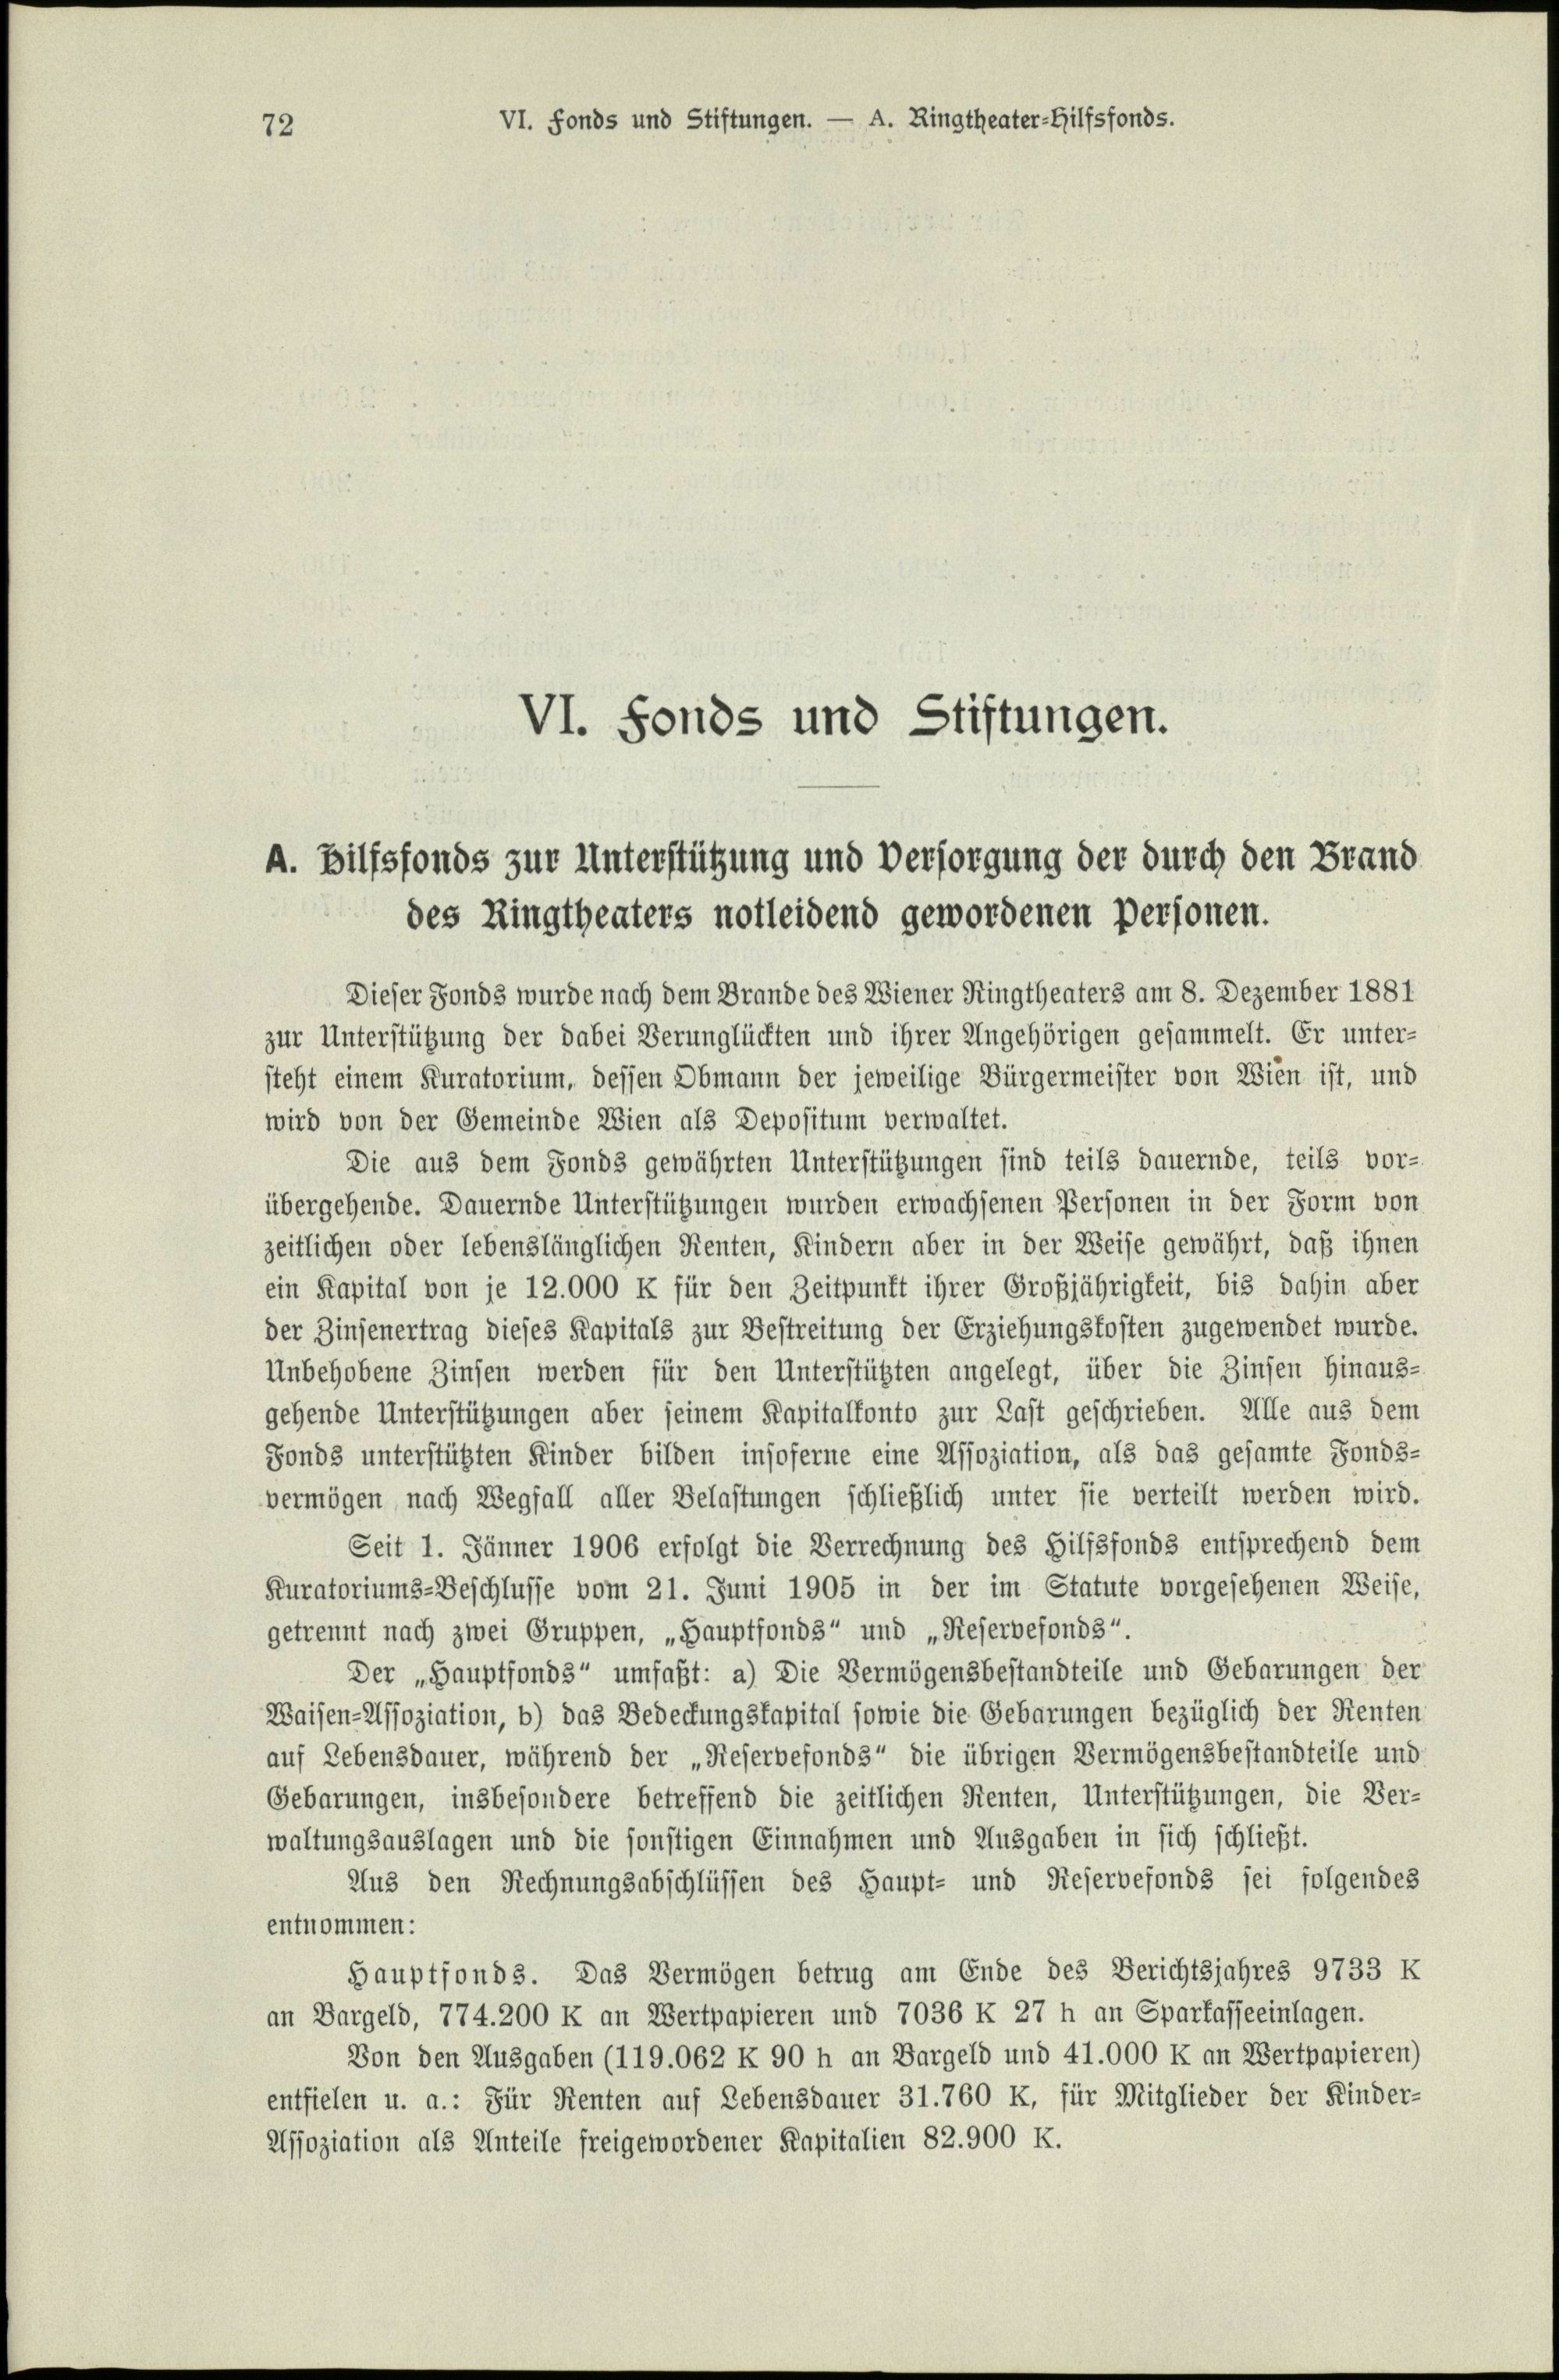 72
VI. Fonds und Stiftungen. — A. Ringtheater-Hilfsfonds.
VI. Fonds und Stiftungen.
A. Hilfsfonds zur Unterstützung und Versorgung der durch den Brand
des Ringtheaters notleidend gewordenen Personen.
Dieser Fonds wurde nach dem Brande des Wiener Ringtheaters am 8. Dezember 1881
zur Unterstützung der dabei Verunglückten und ihrer Angehörigen gesammelt. Er unter-
steht einem Kuratorium, dessen Obmann der jeweilige Bürgermeister von Wien ist, und
wird von der Gemeinde Wien als Depositum verwaltet.
Die aus dem Fonds gewährten Unterstützungen sind teils dauernde, teils vor-
übergehende. Dauernde Unterstützungen wurden erwachsenen Personen in der Form von
zeitlichen oder lebenslänglichen Renten, Kindern aber in der Weise gewährt, daß ihnen
ein Kapital von je 12.000 K für den Zeitpunkt ihrer Großjährigkeit, bis dahin aber
der Zinsenertrag dieses Kapitals zur Bestreitung der Erziehungskosten zugewendet wurde.
Unbehobene Zinsen werden für den Unterstützten angelegt, über die Zinsen hinaus-
gehende Unterstützungen aber seinem Kapitalkonto zur Last geschrieben. Alle aus dem
Fonds unterstützten Kinder bilden insoferne eine Assoziation, als das gesamte Fonds-
vermögen nach Wegfall aller Belastungen schließlich unter sie verteilt werden wird.
Seit 1. Jänner 1906 erfolgt die Verrechnung des Hilfsfonds entsprechend dem
Kuratoriums-Beschlusse vom 21. Juni 1905 in der im Statute vorgesehenen Weise,
getrennt nach zwei Gruppen, „Hauptfonds" und „Reservefonds".
Der „Hauptfonds" umfaßt: a) Die Vermögensbestandteile und Gebarungen der
Waisen-Assoziation, b) das Bedeckungskapital sowie die Gebarungen bezüglich der Renten
auf Lebensdauer, während der „Reservefonds" die übrigen Vermögensbestandteile und
Gebarungen, insbesondere betreffend die zeitlichen Renten, Unterstützungen, die Ver-
waltungsauslagen und die sonstigen Einnahmen und Ausgaben in sich schließt.
Aus den Rechnungsabschlüssen des Haupt- und Reservefonds sei folgendes
entnommen:
Hauptfonds. Das Vermögen betrug am Ende des Berichtsjahres 9733 K
an Bargeld, 774.200 K an Wertpapieren und 7036 K 27 h an Sparkasseeinlagen.
Von den Ausgaben (119.062 K 90 h an Bargeld und 41.000 K an Wertpapieren)
entfielen u. a.: Für Renten auf Lebensdauer 31.760 K, für Mitglieder der Kinder-
Assoziation als Anteile freigewordener Kapitalien 82.900 K.